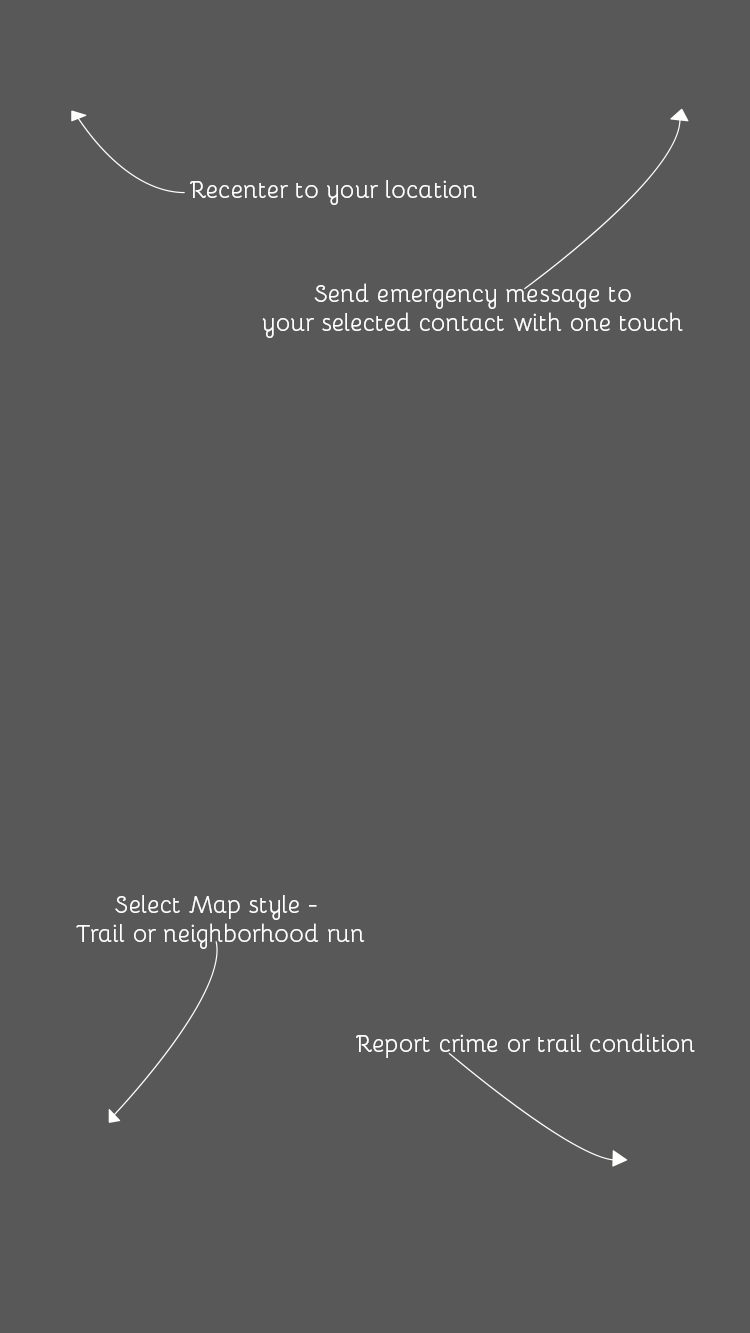 Recenter to your location
Send emergency message to
your selected contact with one touch
Select Map style -
Trail or neighborhood run
Report crime or trail condition